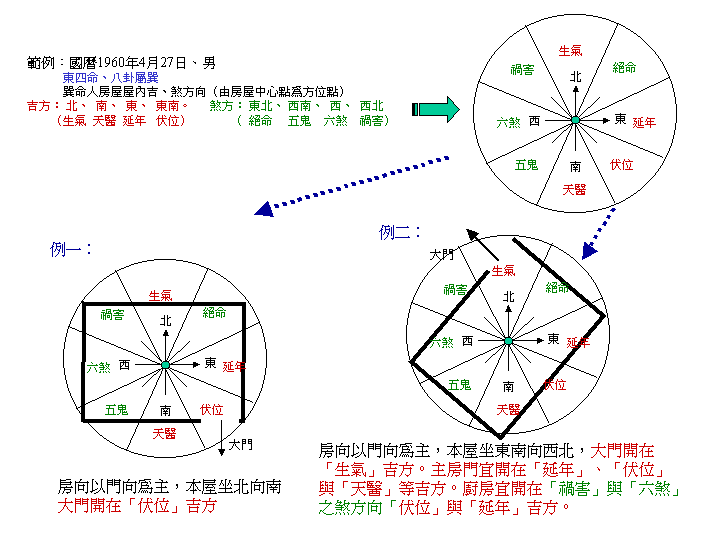 範例：國曆1960年4月27日、男
東四命、八卦屬巽
巽命人房屋屋內吉、煞方向（由房屋中心點為方位點）
吉方：北、 南、 東、 東南。 煞方：東北、 西南、 西、 西北
（生氣 天醫 延年 伏位） （ 絕命 五鬼 六煞 禍害）
生氣
禍害
絕命
北
六煞
西
東
延年
五鬼
南
伏位
天醫
例一：
生氣
禍害
絕命
北
六煞
西
東
延年
五鬼
南
伏位
天醫
大門
房向以門向為主，本屋坐北向南
大門開在「伏位」吉方
例二：
大門
生氣
禍害
絕命
北
六煞
西
東
延年
五鬼
南
伏位
天醫
房向以門向為主，本屋坐東南向西北，大門開在
「生氣」吉方。主房門宜開在「延年」、「伏位」
與「天醫」等吉方。廚房宜開在「禍害」與「六煞」
之煞方向「伏位」與「延年」吉方。